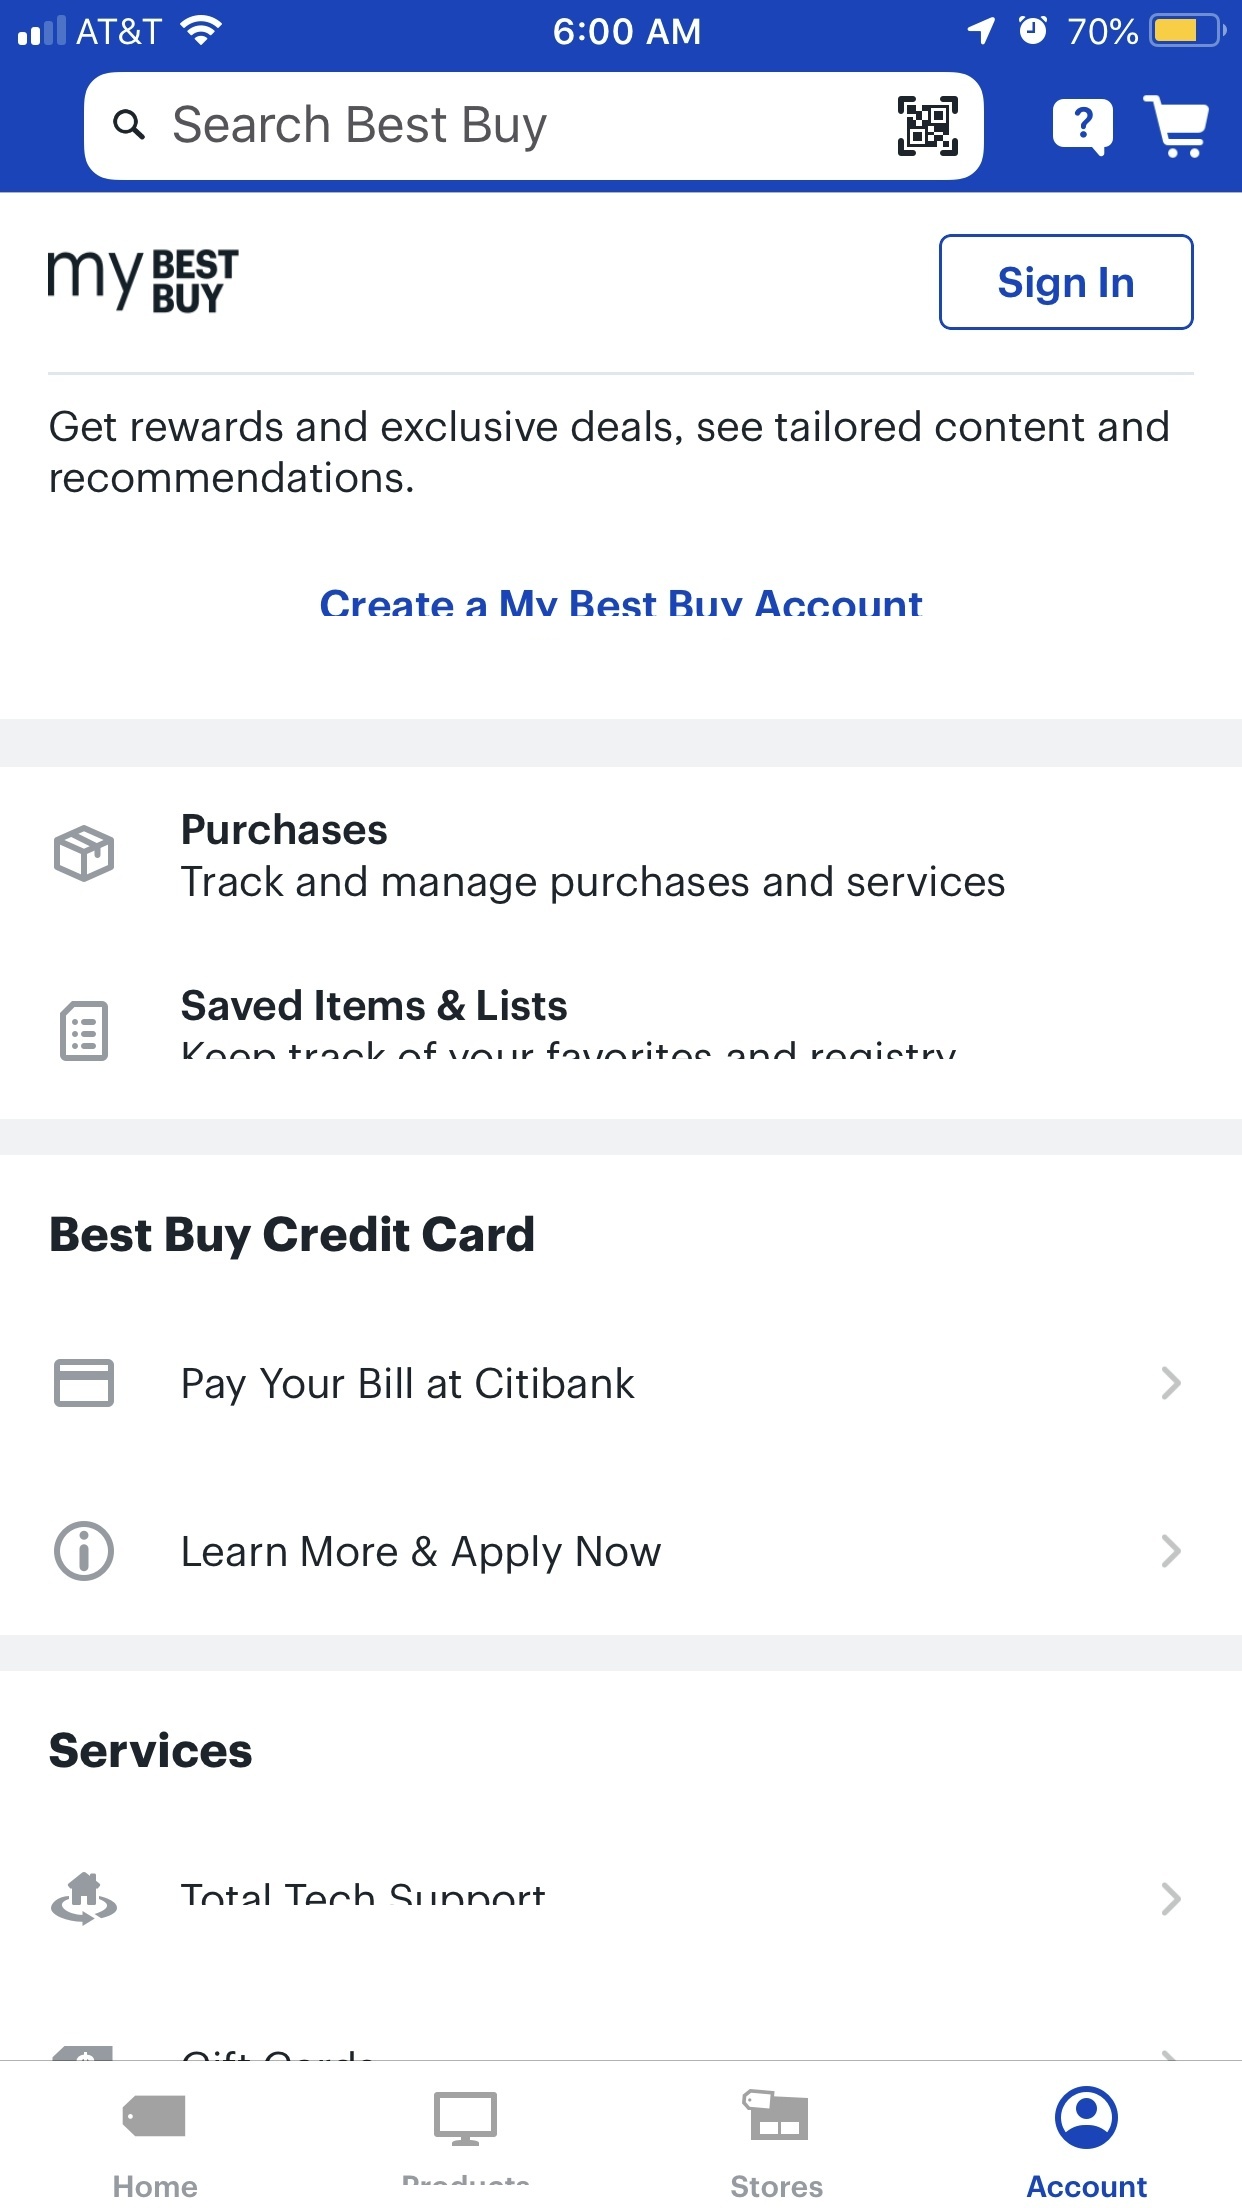 AT&T 6:00 AM 70%
Search Best Buy
my BEST BUY
Sign In
Get rewards and exclusive deals, see tailored content and
recommendations.
Create a My Best Buy Account
Purchases
Track and manage purchases and services
Saved Items & Lists
Keep track of your favorites and registry
Best Buy Credit Card
Pay Your Bill at Citibank
Learn More & Apply Now
Services
Total Tech Support
Gift Cards
Home Products Stores Account